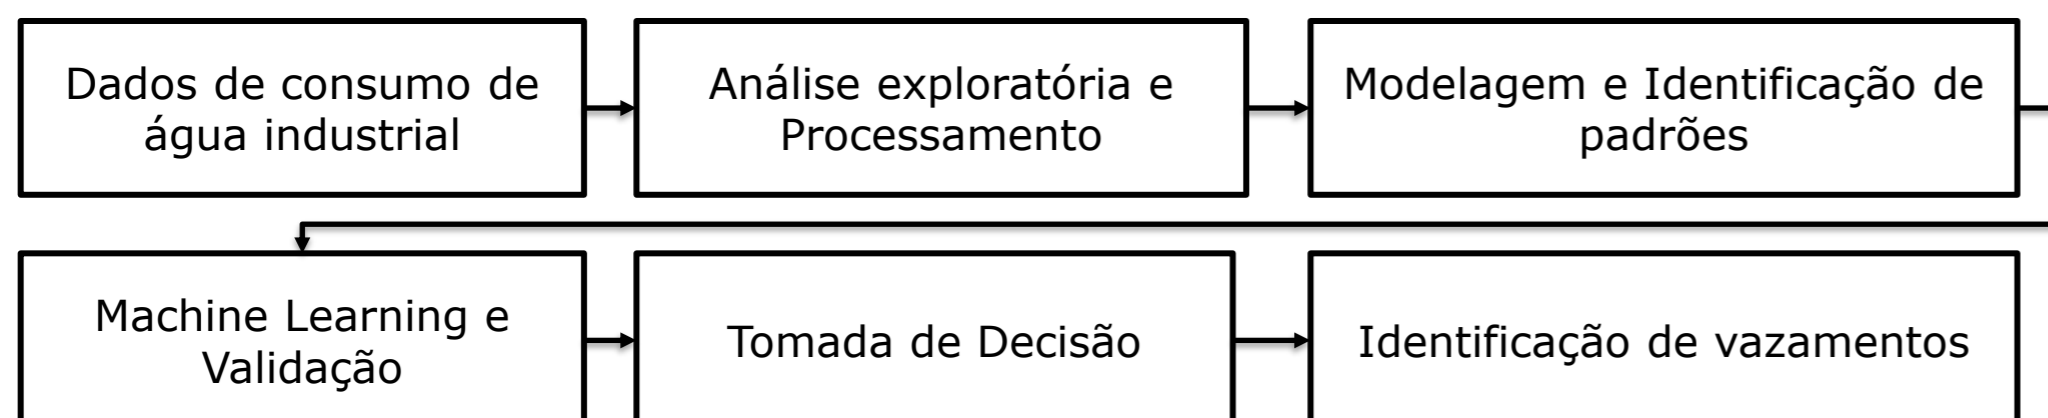 Dados de consumo de
água industrial
Análise exploratória e
Processamento
Modelagem e Identificação de
padrões
Machine Learning e
Validação
Tomada de Decisão
Identificação de vazamentos